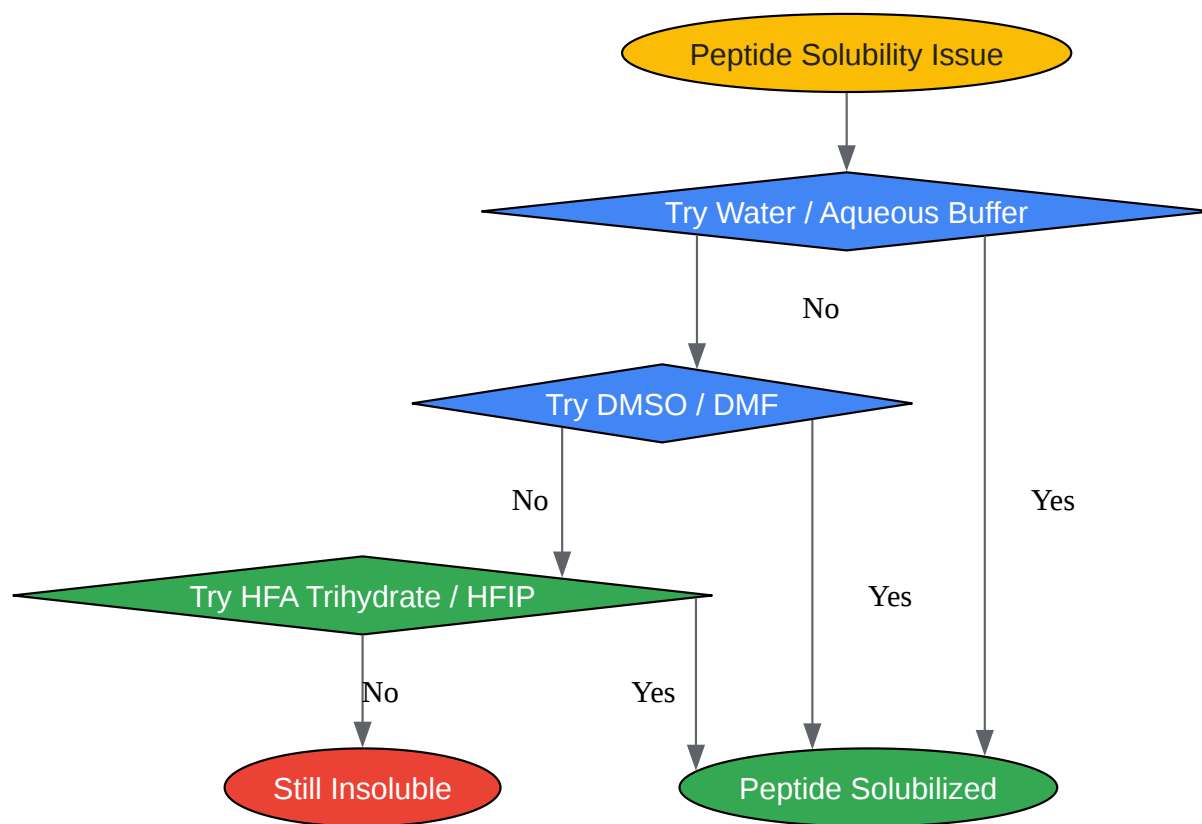 Peptide Solubility Issue
Try Water / Aqueous Buffer
No
Try DMSO / DMF
No
Yes
Try HFA Trihydrate / HFIP
Yes
No
Yes
Still Insoluble
Peptide Solubilized